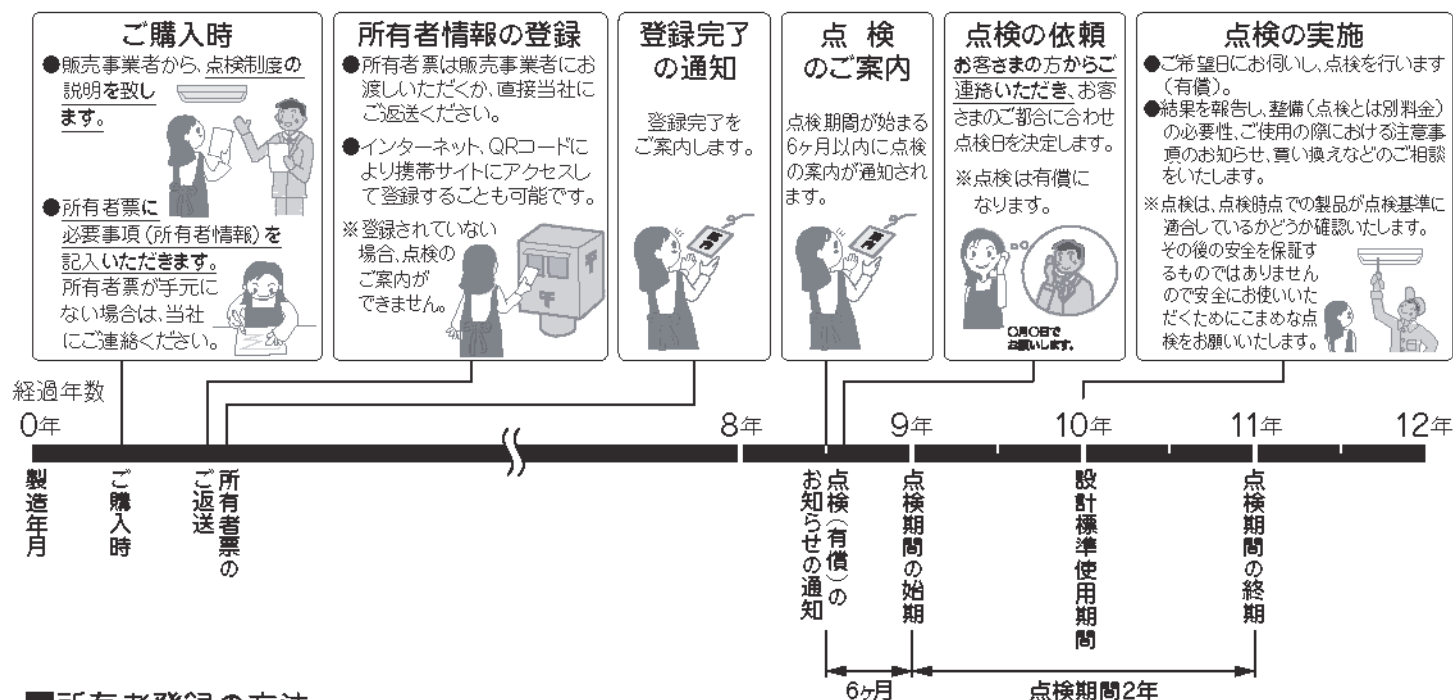 ご購入時
●販売事業者から、点検制度の
説明を致し
ます。
●所有者票に
必要事項(所有者情報)を
記入いただきます。
所有者票が手元に
ない場合は、当社
にご連絡ください。
所有者情報の登録
●所有者票は販売事業者にお
渡しいただくか、直接当社に
ご返送ください。
●インターネット、QRコードに
より携帯サイトにアクセスし
て登録することも可能です。
※登録されていない
場合、点検の
ご案内が
できません。
登録完了
の通知
登録完了を
ご案内します。
案内
点 検
のご案内
点検期間が始まる
6ヶ月以内に点検
の案内が通知され
ます。
案内
点検の依頼
お客さまの方からご
連絡いただき、お客
さまのご都合に合わせ
点検日を決定します。
※点検は有償に
なります。
○月○日で
お願いします。
点検の実施
●ご希望日にお伺いし、点検を行います
(有償)。
●結果を報告し、整備(点検とは別料金)
の必要性、ご使用の際における注意事
項のお知らせ、買い換えなどのご相談
をいたします。
※点検は、点検時点での製品が点検基準に
適合しているかどうか確認いたします。
その後の安全を保証す
るものではありません
ので安全にお使いいた
だくためにこまめな点
検をお願いいたします。
経過年数
0年
8年
9年
10年
11年
12年
製造年月
ご購入時
所有者票の
ご返送
点検(有償)の
お知らせの通知
点検期間の始期
設計標準使用期間
点検期間の終期
6ヶ月
点検期間2年
■所有者登録の方法